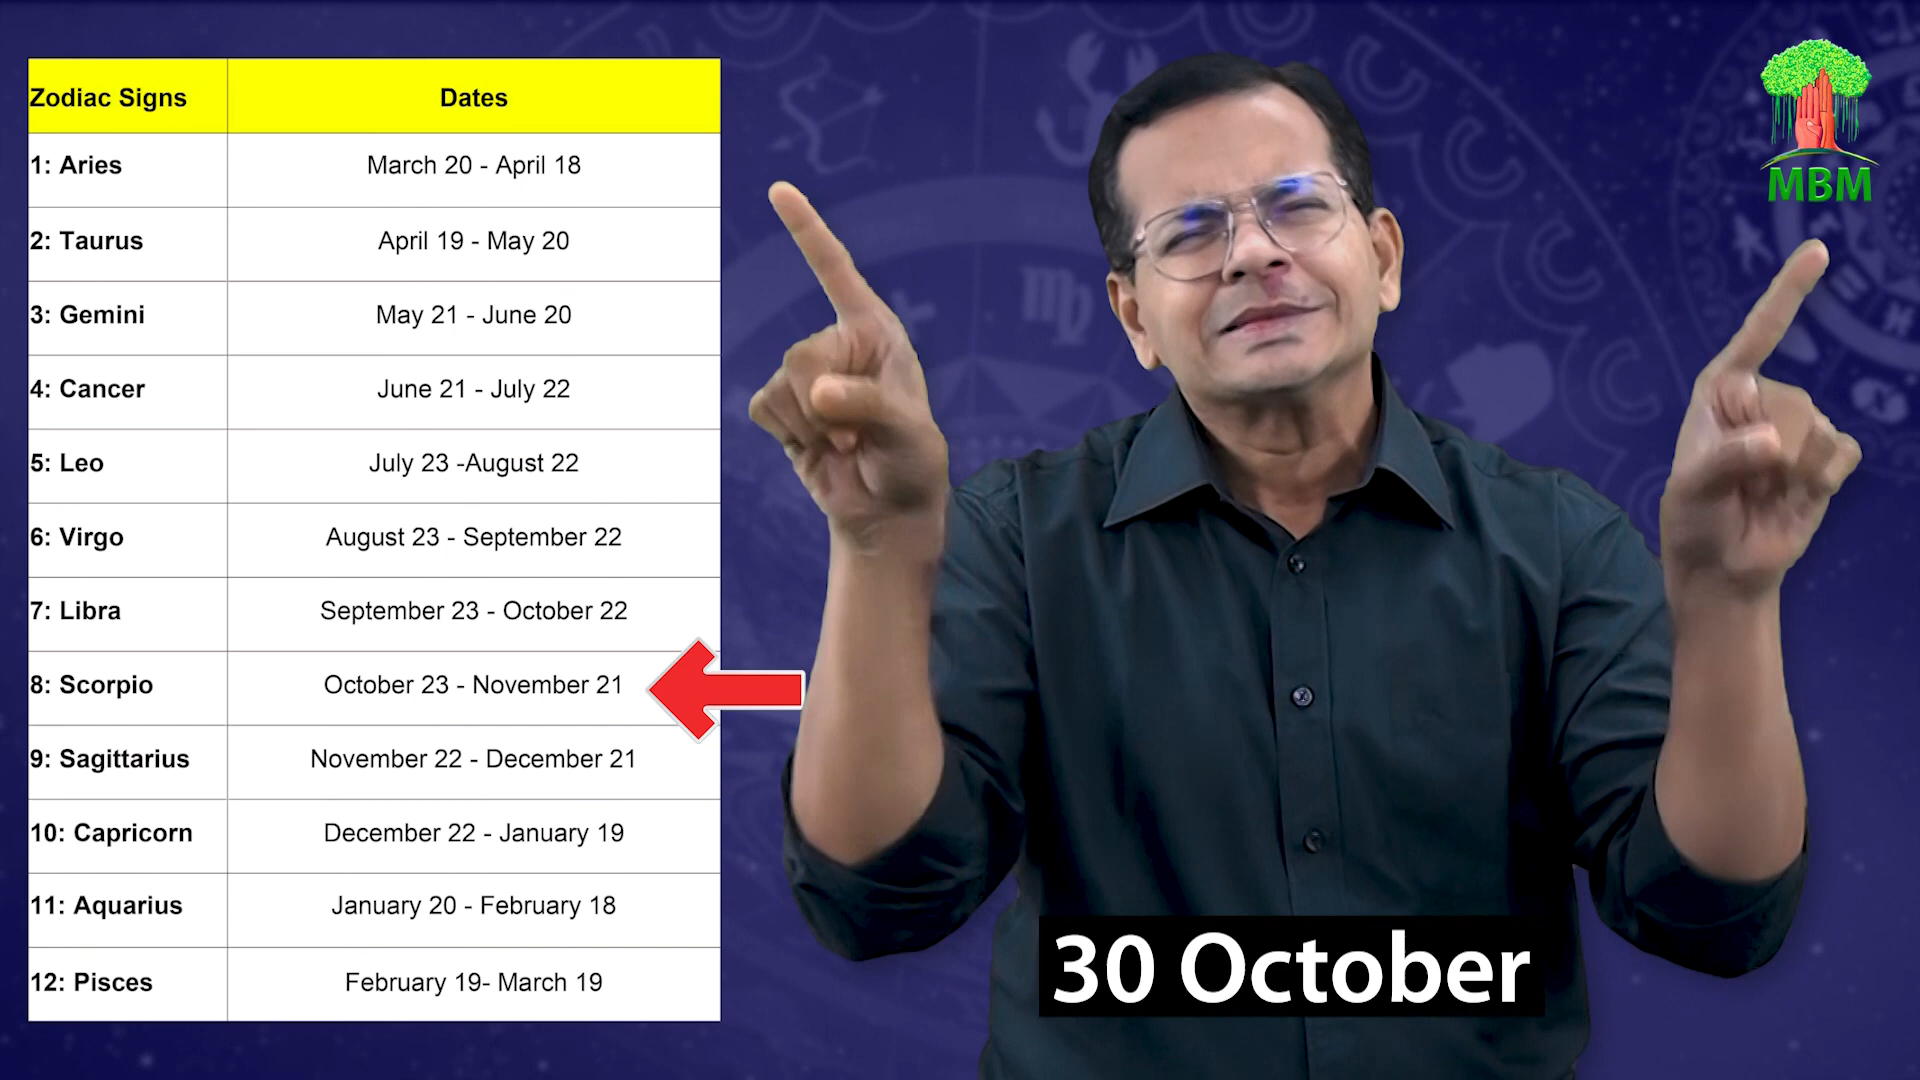 Zodiac Signs Dates
1: Aries March 20 - April 18
2: Taurus April 19 - May 20
3: Gemini May 21 - June 20
4: Cancer June 21 - July 22
5: Leo July 23 -August 22
6: Virgo August 23 - September 22
7: Libra September 23 - October 22
8: Scorpio October 23 - November 21
9: Sagittarius November 22 - December 21
10: Capricorn December 22 - January 19
11: Aquarius January 20 - February 18
12: Pisces February 19- March 19
MBM
30 October